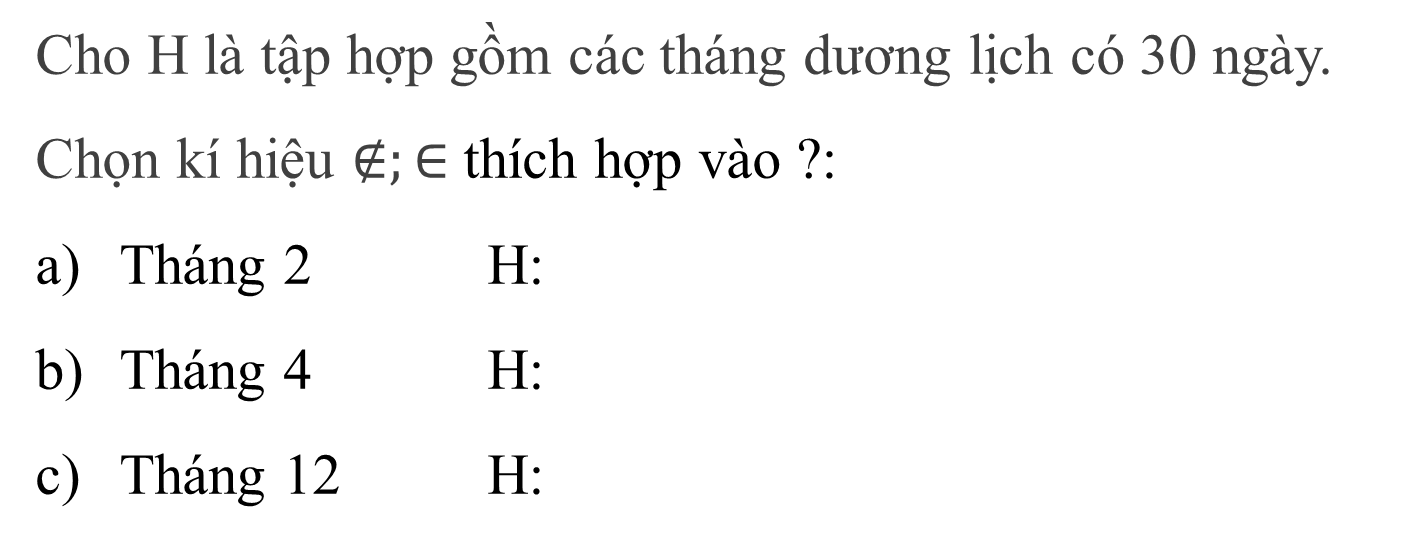 Cho H là tập hợp gồm các tháng dương lịch có 30 ngày.
Chọn kí hiệu ∉; ∈ thích hợp vào ?:
a) Tháng 2 H:
b) Tháng 4 H:
c) Tháng 12 H: